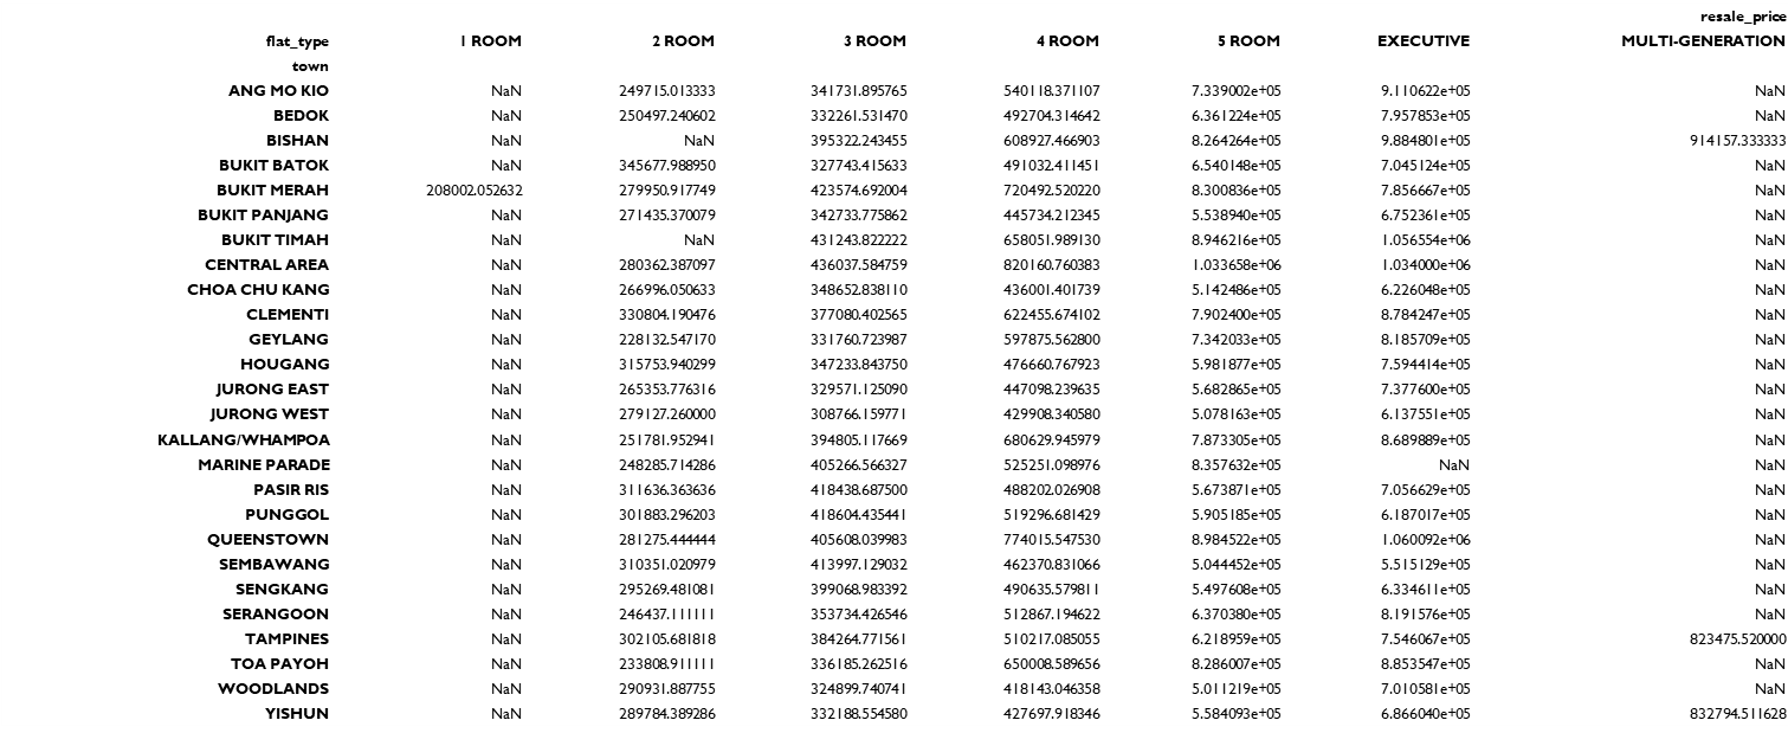 resale_price
flat_type 1 ROOM 2 ROOM 3 ROOM 4 ROOM 5 ROOM EXECUTIVE MULTI-GENERATION
town
ANG MO KIO NaN 249715.013333 341731.895765 540118.371107 7.339002e+05 9.110622e+05 NaN
BEDOK NaN 250497.240602 332261.531470 492704.314642 6.361224e+05 7.957853e+05 NaN
BISHAN NaN NaN 395322.243455 608927.466903 8.264264e+05 9.884801e+05 914157.333333
BUKIT BATOK NaN 345677.988950 327743.415633 491032.411451 6.540148e+05 7.045124e+05 NaN
BUKIT MERAH 208002.052632 279950.917749 423574.692004 720492.520220 8.300836e+05 7.856667e+05 NaN
BUKIT PANJANG NaN 271435.370079 342733.775862 445734.212345 5.538940e+05 6.752361e+05 NaN
BUKIT TIMAH NaN NaN 431243.822222 658051.989130 8.946216e+05 1.056554e+06 NaN
CENTRAL AREA NaN 280362.387097 436037.584759 820160.760383 1.033658e+06 1.034000e+06 NaN
CHOA CHU KANG NaN 266996.050633 348652.838110 436001.401739 5.142486e+05 6.226048e+05 NaN
CLEMENTI NaN 330804.190476 377080.402565 622455.674102 7.902400e+05 8.784247e+05 NaN
GEYLANG NaN 228132.547170 331760.723987 597875.562800 7.342033e+05 8.185709e+05 NaN
HOUGANG NaN 315753.940299 347233.843750 476660.767923 5.981877e+05 7.594414e+05 NaN
JURONG EAST NaN 265353.776316 329571.125090 447098.239635 5.682865e+05 7.377600e+05 NaN
JURONG WEST NaN 279127.260000 308766.159771 429908.340580 5.078163e+05 6.137551e+05 NaN
KALLANG/WHAMPOA NaN 251781.952941 394805.117669 680629.945979 7.873305e+05 8.689889e+05 NaN
MARINE PARADE NaN 248285.714286 405266.566327 525251.098976 8.357632e+05 NaN NaN
PASIR RIS NaN 311636.363636 418438.687500 488202.026908 5.673871e+05 7.056629e+05 NaN
PUNGGOL NaN 301883.296203 418604.435441 519296.681429 5.905185e+05 6.187017e+05 NaN
QUEENSTOWN NaN 281275.444444 405608.039983 774015.547530 8.984522e+05 1.060092e+06 NaN
SEMBAWANG NaN 310351.020979 413997.129032 462370.831066 5.044452e+05 5.515129e+05 NaN
SENGKANG NaN 295269.481081 399068.983392 490635.579811 5.497608e+05 6.334611e+05 NaN
SERANGOON NaN 246437.111111 353734.426546 512867.194622 6.370380e+05 8.191576e+05 NaN
TAMPINES NaN 302105.681818 384264.771561 510217.085055 6.218959e+05 7.546067e+05 823475.520000
TOA PAYOH NaN 233808.911111 336185.262516 650008.589656 8.286007e+05 8.853547e+05 NaN
WOODLANDS NaN 290931.887755 324899.740741 418143.046358 5.011219e+05 7.010581e+05 NaN
YISHUN NaN 289784.389286 332188.554580 427697.918346 5.584093e+05 6.866040e+05 832794.511628